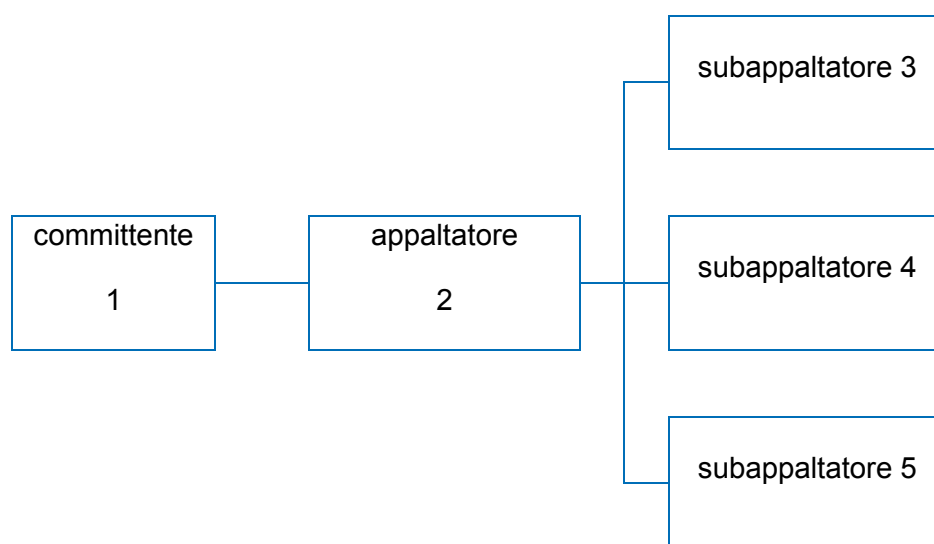 committente
1
appaltatore
2
subappaltatore 3
subappaltatore 4
subappaltatore 5